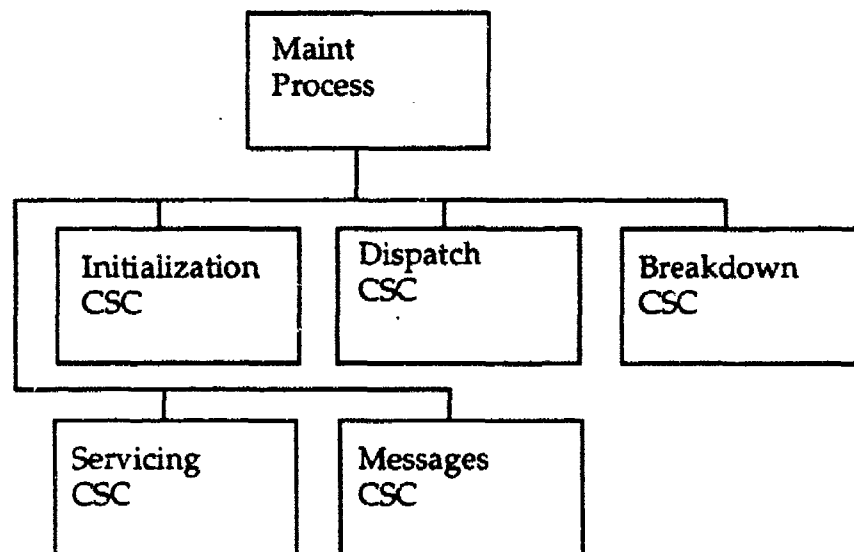 Maint
Process
Initialization
CSC
Dispatch
CSC
Breakdown
CSC
Servicing
CSC
Messages
CSC